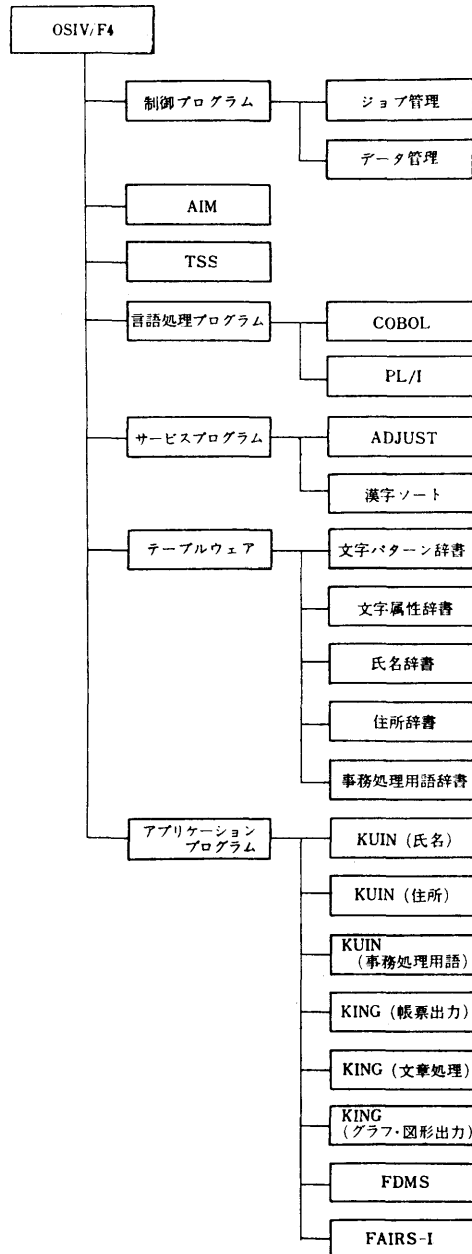 OSIV/F4
制御プログラム
ジョブ管理
データ管理
AIM
TSS
言語処理プログラム
COBOL
PL/I
サービスプログラム
ADJUST
漢字ソート
テーブルウェア
文字パターン辞書
文字属性辞書
氏名辞書
住所辞書
事務処理用語辞書
アプリケーション
プログラム
KUIN (氏名)
KUIN (住所)
KUIN
(事務処理用語)
KING (帳票出力)
KING (文章処理)
KING
(グラフ・図形出力)
FDMS
FAIRS-I